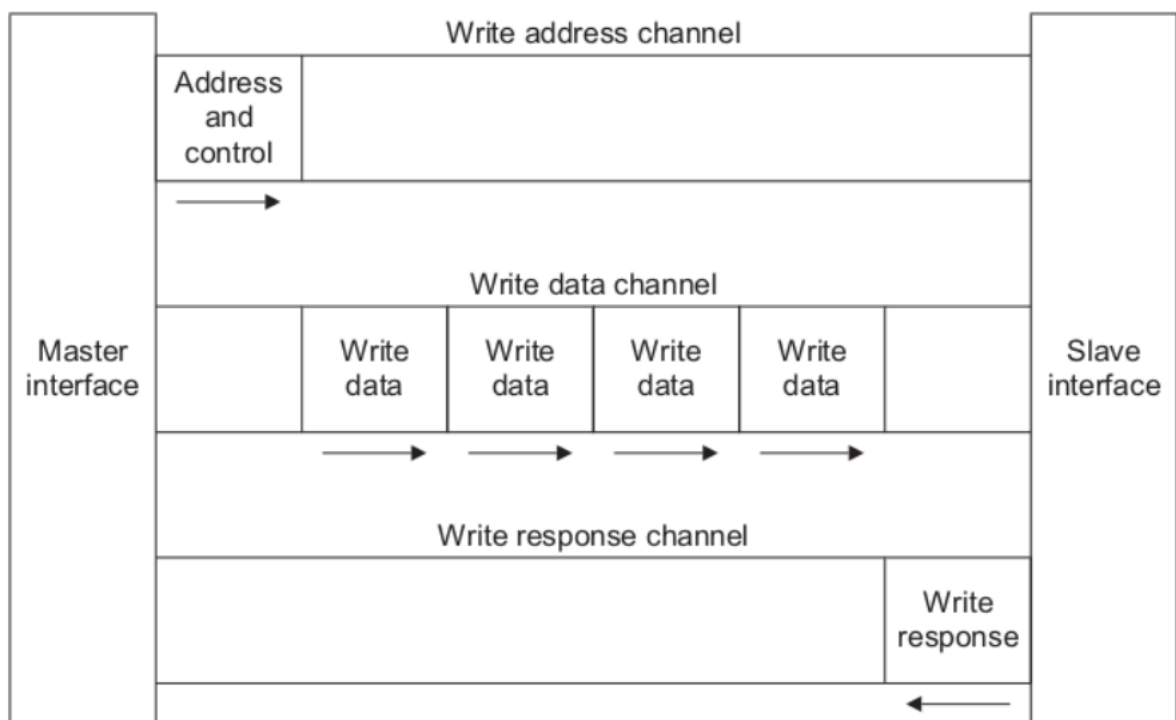 Write address channel
Address
and
control
Write data channel
Master
interface
Write
data
Write
data
Write
data
Write
data
Slave
interface
Write response channel
Write
response